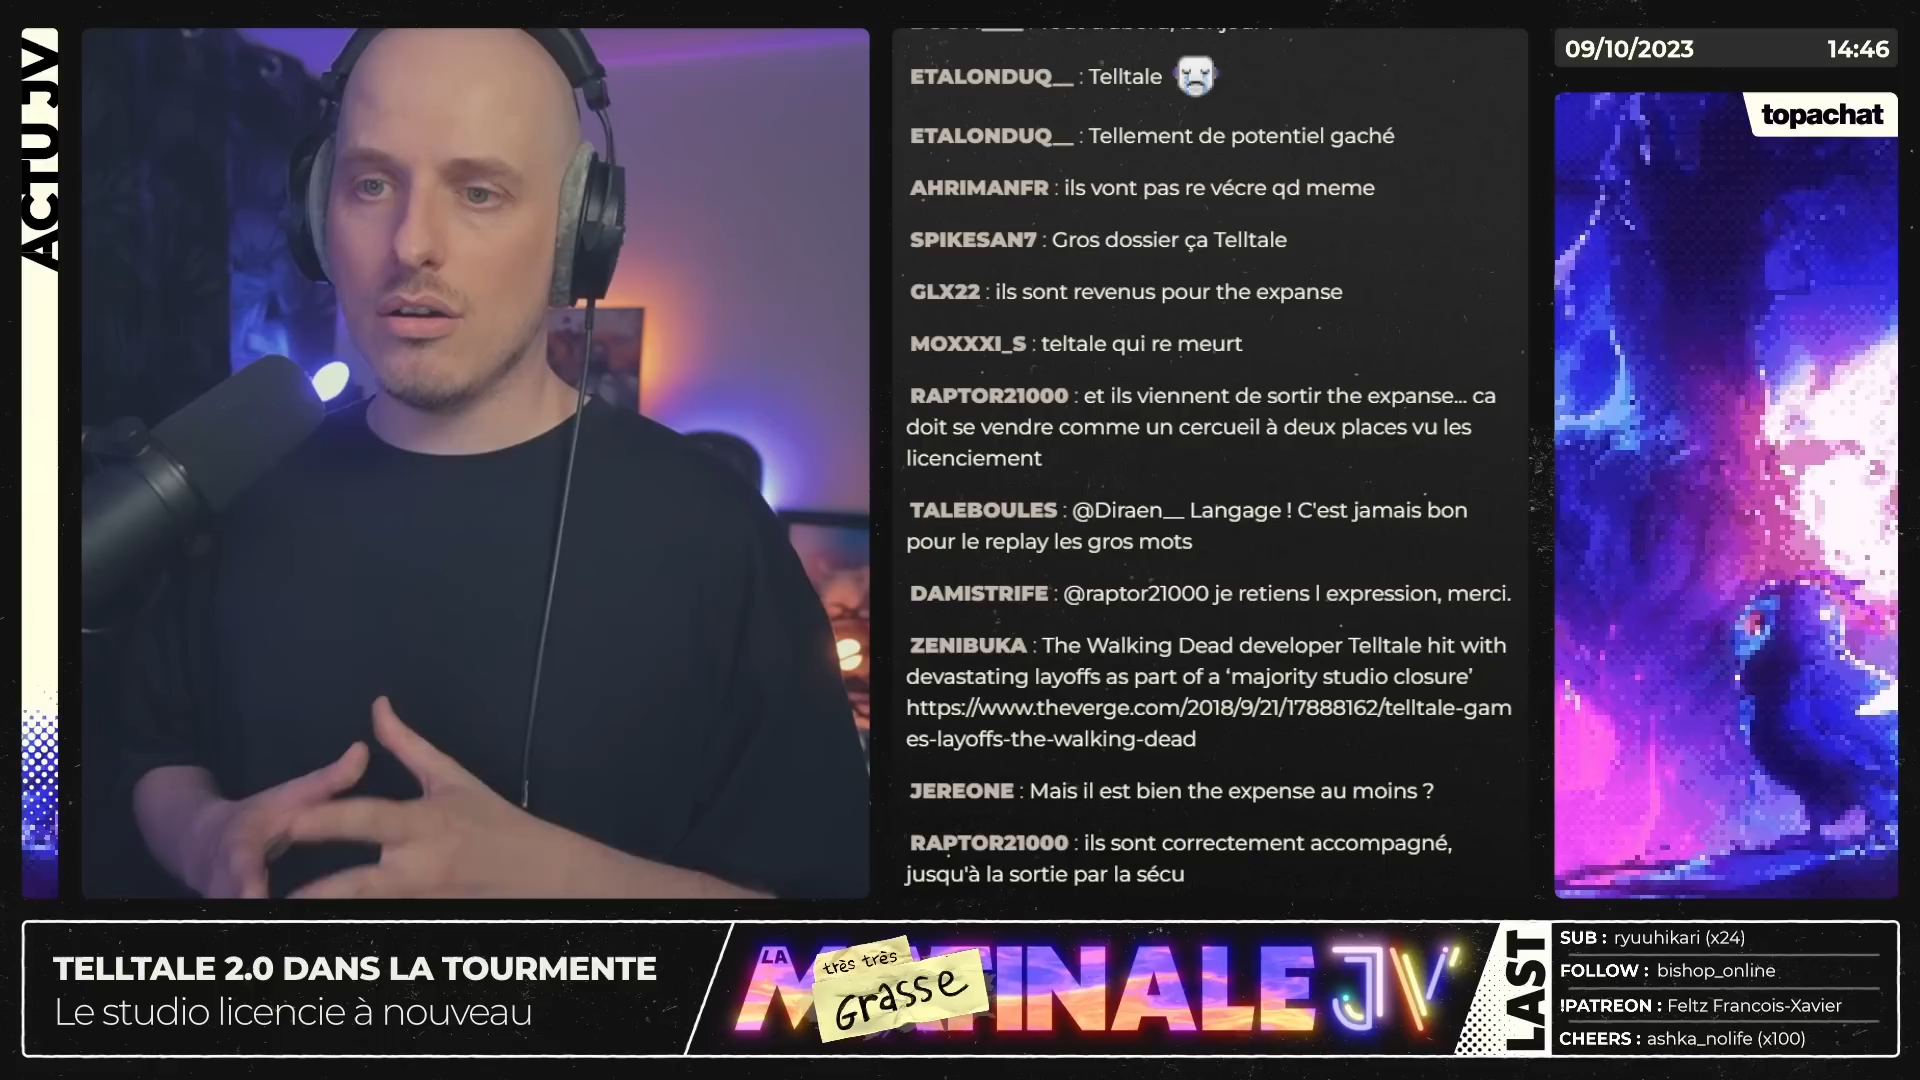 ACTU JV
ETALONDUQ__ : Telltale
ETALONDUQ__ : Tellement de potentiel gaché
AHRIMANFR : ils vont pas re vécre qd meme
SPIKESAN7 : Gros dossier ça Telltale
GLX22 : ils sont revenus pour the expanse
MOXXXI_S : teltale qui re meurt
RAPTOR21000 : et ils viennent de sortir the expanse... ca
doit se vendre comme un cercueil à deux places vu les
licenciement
TALEBOULES : @Diraen__ Langage ! C'est jamais bon
pour le replay les gros mots
DAMISTRIFE : @raptor21000 je retiens l expression, merci.
ZENIBUKA : The Walking Dead developer Telltale hit with
devastating layoffs as part of a ‘majority studio closure’
https://www.theverge.com/2018/9/21/17888162/telltale-gam
es-layoffs-the-walking-dead
JEREONE : Mais il est bien the expense au moins ?
RAPTOR21000 : ils sont correctement accompagné,
jusqu'à la sortie par la sécu
09/10/2023 14:46
topachat
TELLTALE 2.0 DANS LA TOURMENTE
Le studio licencie à nouveau
LA MATINALE JV
très très
Grasse
LAST
SUB : ryuuhikari (x24)
FOLLOW : bishop_online
!PATREON : Feltz Francois-Xavier
CHEERS : ashka_nolife (x100)